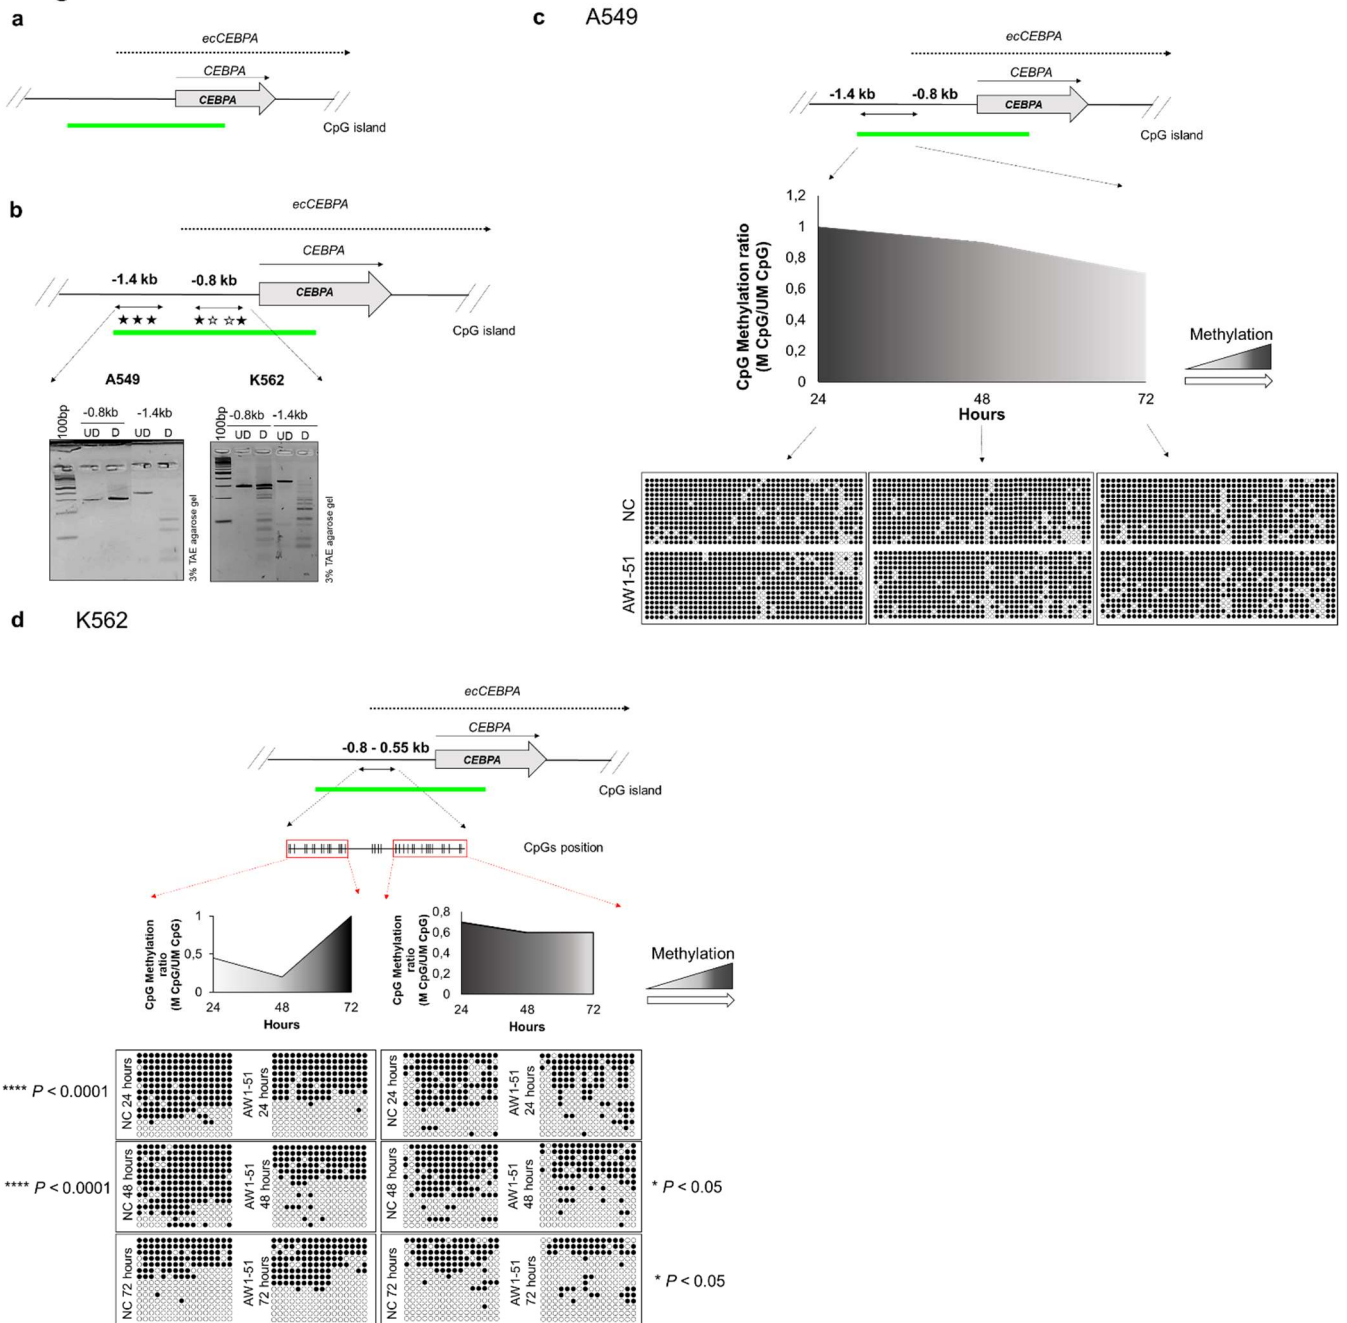 a
ecCEBPA
CEBPA
CEBPA
CpG island
b
ecCEBPA
CEBPA
-1.4 kb
-0.8 kb
CEBPA
★★★
★☆☆★
CpG island
A549
K562
100bp
-0.8kb
-1.4kb
UD
D
UD
D
3% TAE agarose gel
100bp
-0.8kb
-1.4kb
UD
D
UD
D
3% TAE agarose gel
c
A549
ecCEBPA
CEBPA
-1.4 kb
-0.8 kb
CEBPA
CpG island
CpG Methylation ratio
(M CpG/UM CpG)
1,2
1
0,8
0,6
0,4
0,2
0
24
48
72
Hours
Methylation
NC
AW1-51
d
K562
ecCEBPA
CEBPA
-0.8 - 0.55 kb
CEBPA
CpG island
CpGs position
CpG Methylation
ratio
(M CpG/UM CpG)
1
0,5
0
24
48
72
Hours
CpG Methylation
ratio
(M CpG/UM CpG)
0,8
0,6
0,4
0,2
0
24
48
72
Hours
Methylation
**** P < 0.0001
NC 24 hours
AW1-51
24 hours
NC 24 hours
AW1-51
24 hours
**** P < 0.0001
NC 48 hours
AW1-51
48 hours
NC 48 hours
AW1-51
48 hours
* P < 0.05
NC 72 hours
AW1-51
72 hours
NC 72 hours
AW1-51
72 hours
* P < 0.05